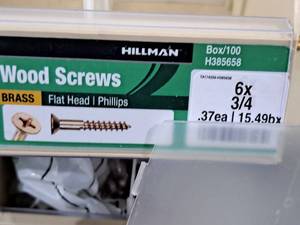 HILLMAN
Box/100
H385658
Wood Screws
BRASS
Flat Head | Phillips
6x
3/4
.37ea | 15.49bx